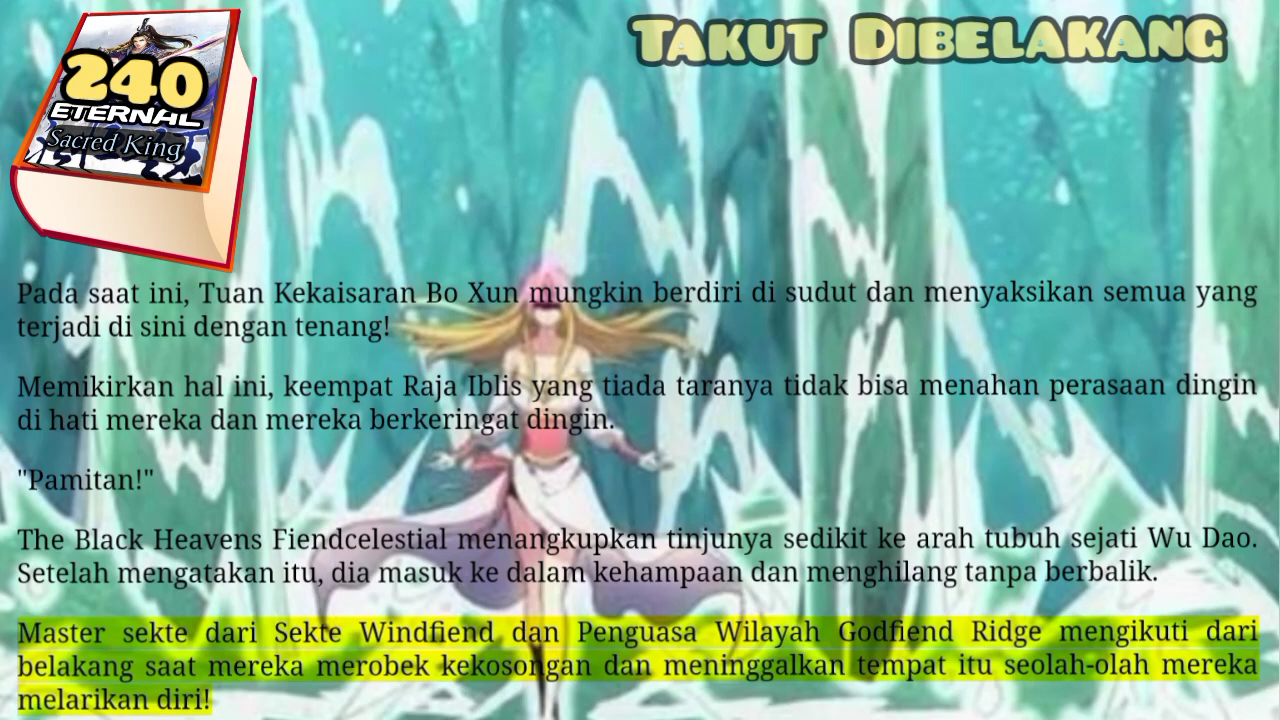 TAKUT DIBELAKANG
240
ETERNAL
Sacred King
Pada saat ini, Tuan Kekaisaran Bo Xun mungkin berdiri di sudut dan menyaksikan semua yang
terjadi di sini dengan tenang!
Memikirkan hal ini, keempat Raja Iblis yang tiada taranya tidak bisa menahan perasaan dingin
di hati mereka dan mereka berkeringat dingin.
"Pamitan!"
The Black Heavens Fiendcelestial menangkupkan tinjunya sedikit ke arah tubuh sejati Wu Dao.
Setelah mengatakan itu, dia masuk ke dalam kehampaan dan menghilang tanpa berbalik.
Master sekte dari Sekte Windfiend dan Penguasa Wilayah Godfiend Ridge mengikuti dari
belakang saat mereka merobek kekosongan dan meninggalkan tempat itu seolah-olah mereka
melarikan diri!